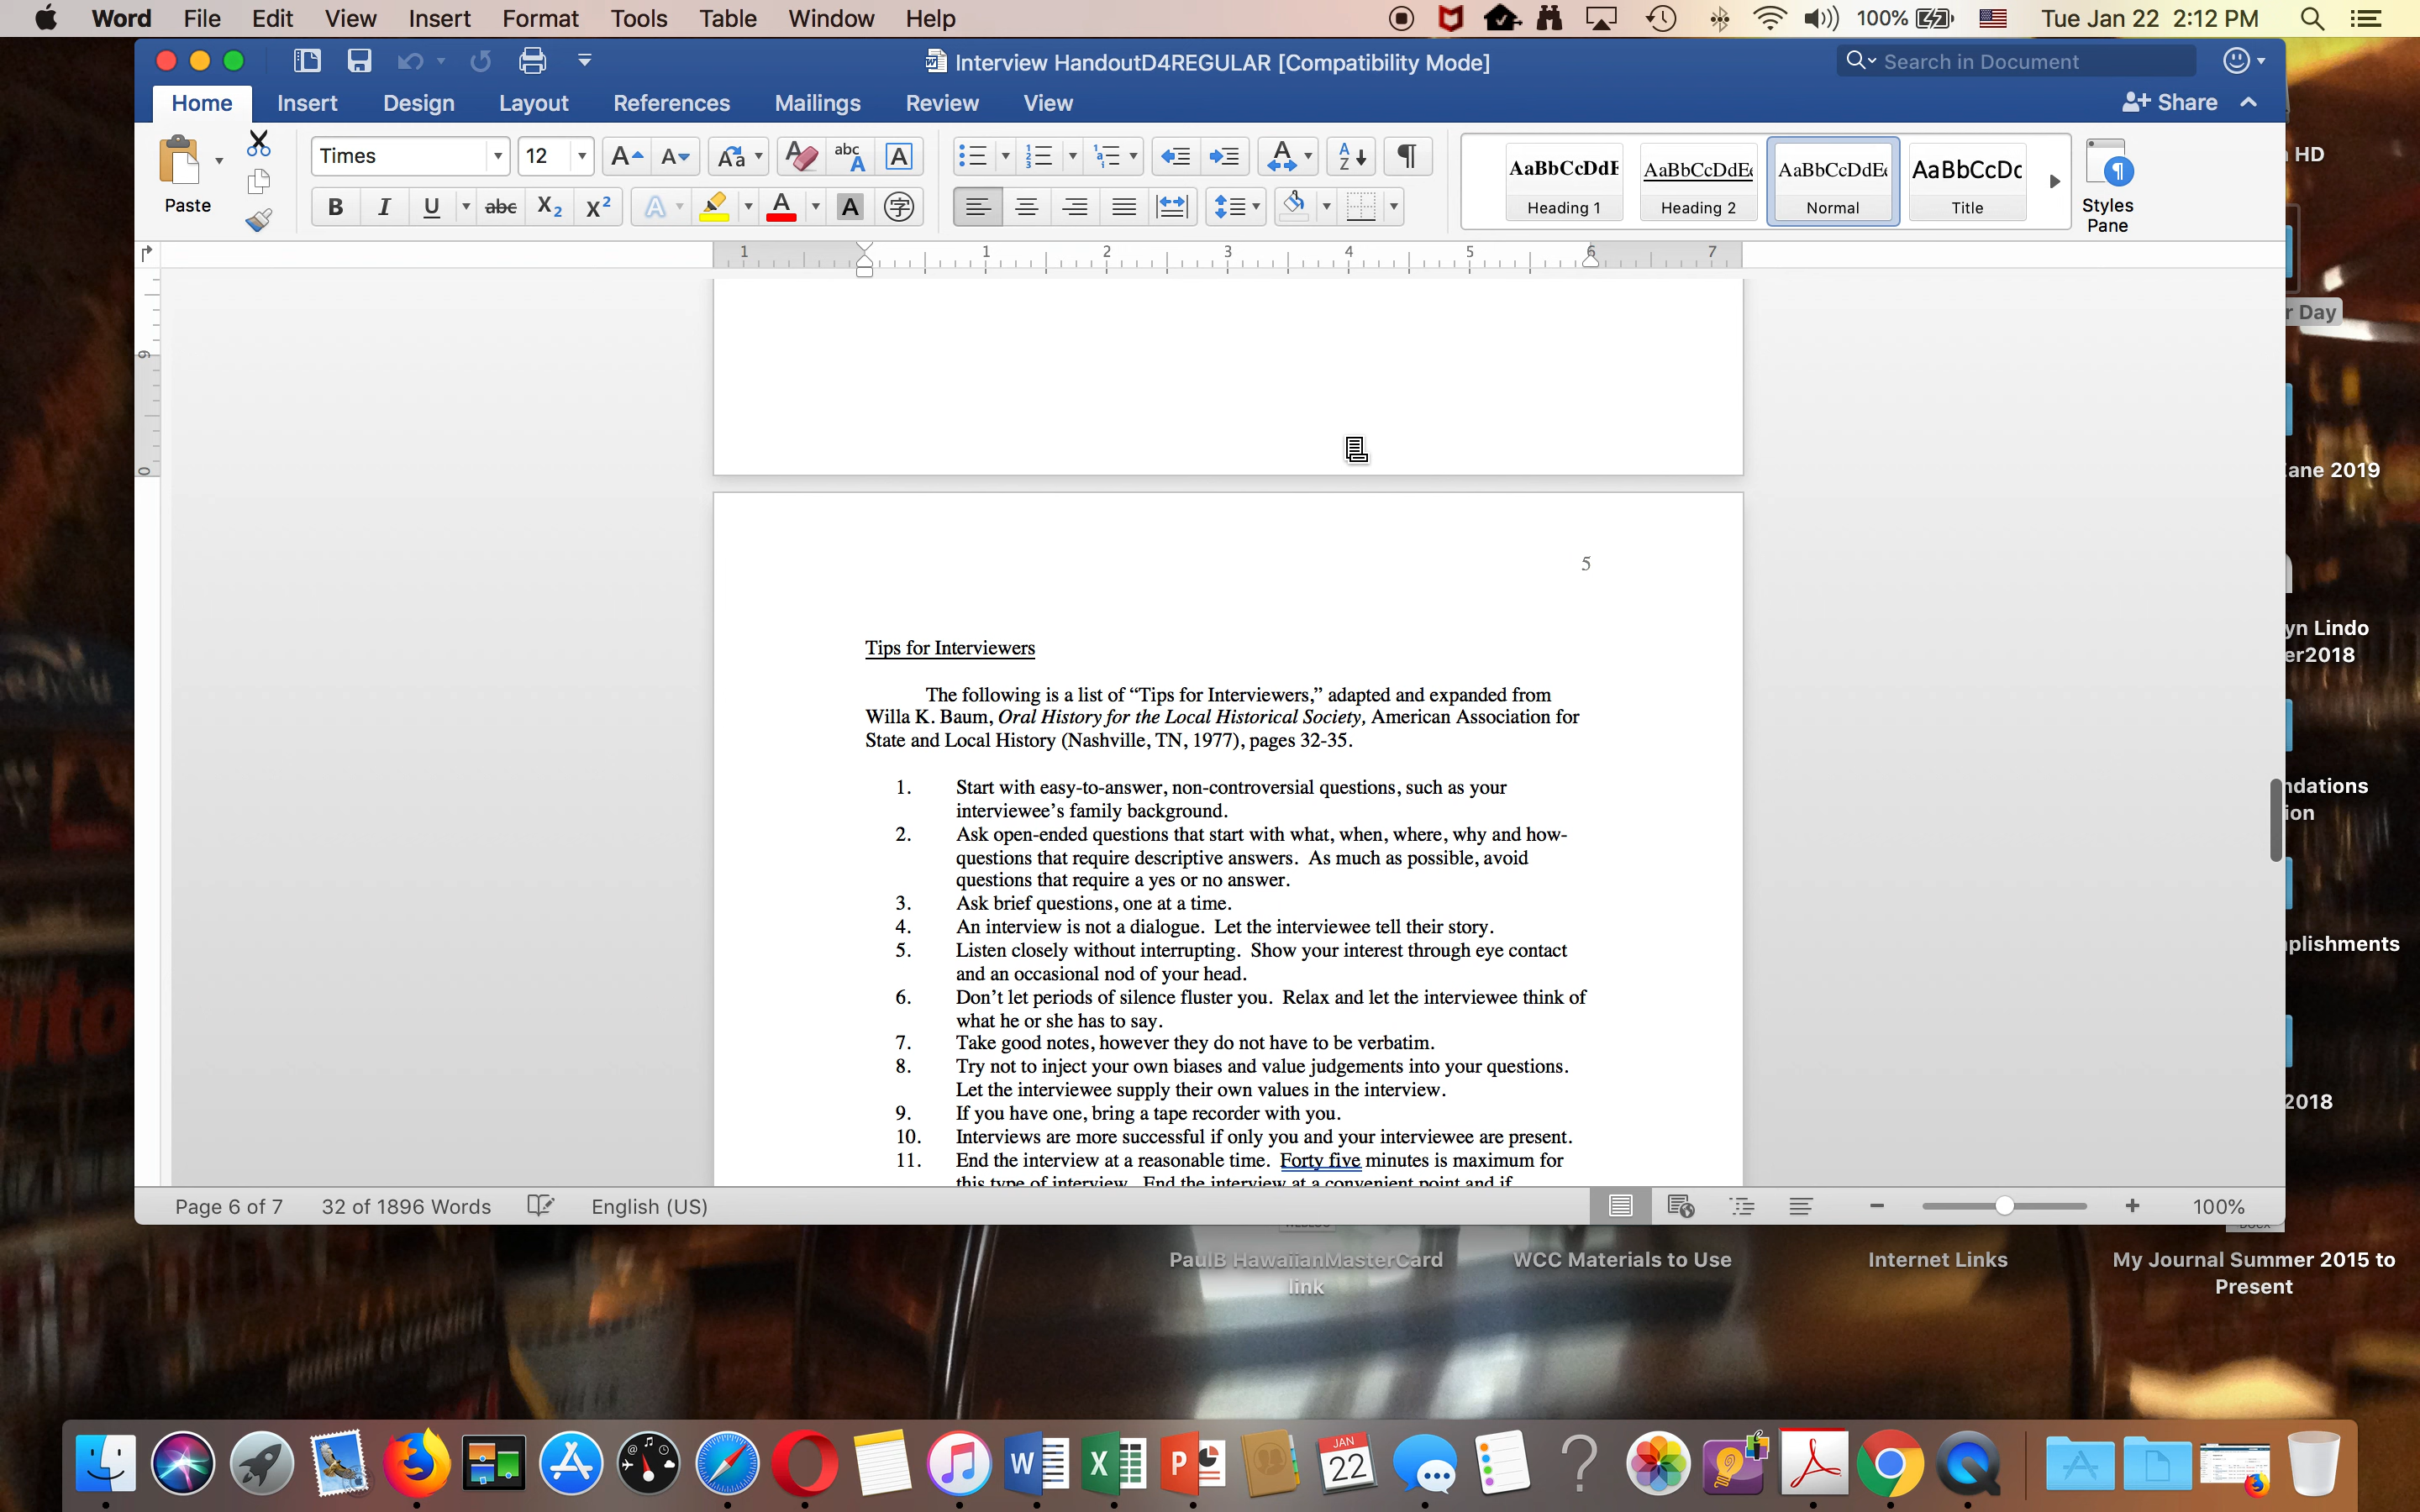 Word File Edit View Insert Format Tools Table Window Help 100% Tue Jan 22 2:12 PM
Interview HandoutD4REGULAR [Compatibility Mode] Search in Document
Home Insert Design Layout References Mailings Review View Share
Paste Times 12 AaBbCcDdE AaBbCcDdEe AaBbCcDdEe AaBbCcDc
Heading 1 Heading 2 Normal Title Styles Pane
1 1 2 3 4 5 6 7
5
Tips for Interviewers
The following is a list of “Tips for Interviewers,” adapted and expanded from
Willa K. Baum, Oral History for the Local Historical Society, American Association for
State and Local History (Nashville, TN, 1977), pages 32-35.
1. Start with easy-to-answer, non-controversial questions, such as your
interviewee’s family background.
2. Ask open-ended questions that start with what, when, where, why and how-
questions that require descriptive answers. As much as possible, avoid
questions that require a yes or no answer.
3. Ask brief questions, one at a time.
4. An interview is not a dialogue. Let the interviewee tell their story.
5. Listen closely without interrupting. Show your interest through eye contact
and an occasional nod of your head.
6. Don’t let periods of silence fluster you. Relax and let the interviewee think of
what he or she has to say.
7. Take good notes, however they do not have to be verbatim.
8. Try not to inject your own biases and value judgements into your questions.
Let the interviewee supply their own values in the interview.
9. If you have one, bring a tape recorder with you.
10. Interviews are more successful if only you and your interviewee are present.
11. End the interview at a reasonable time. Forty five minutes is maximum for
this type of interview. End the interview at a convenient point and if
Page 6 of 7 32 of 1896 Words English (US) 100%
HD
r Day
ane 2019
yn Lindo
er2018
ndations
ion
plishments
2018
PaulB HawaiianMasterCard
link
WCC Materials to Use
Internet Links
My Journal Summer 2015 to
Present
JAN
22